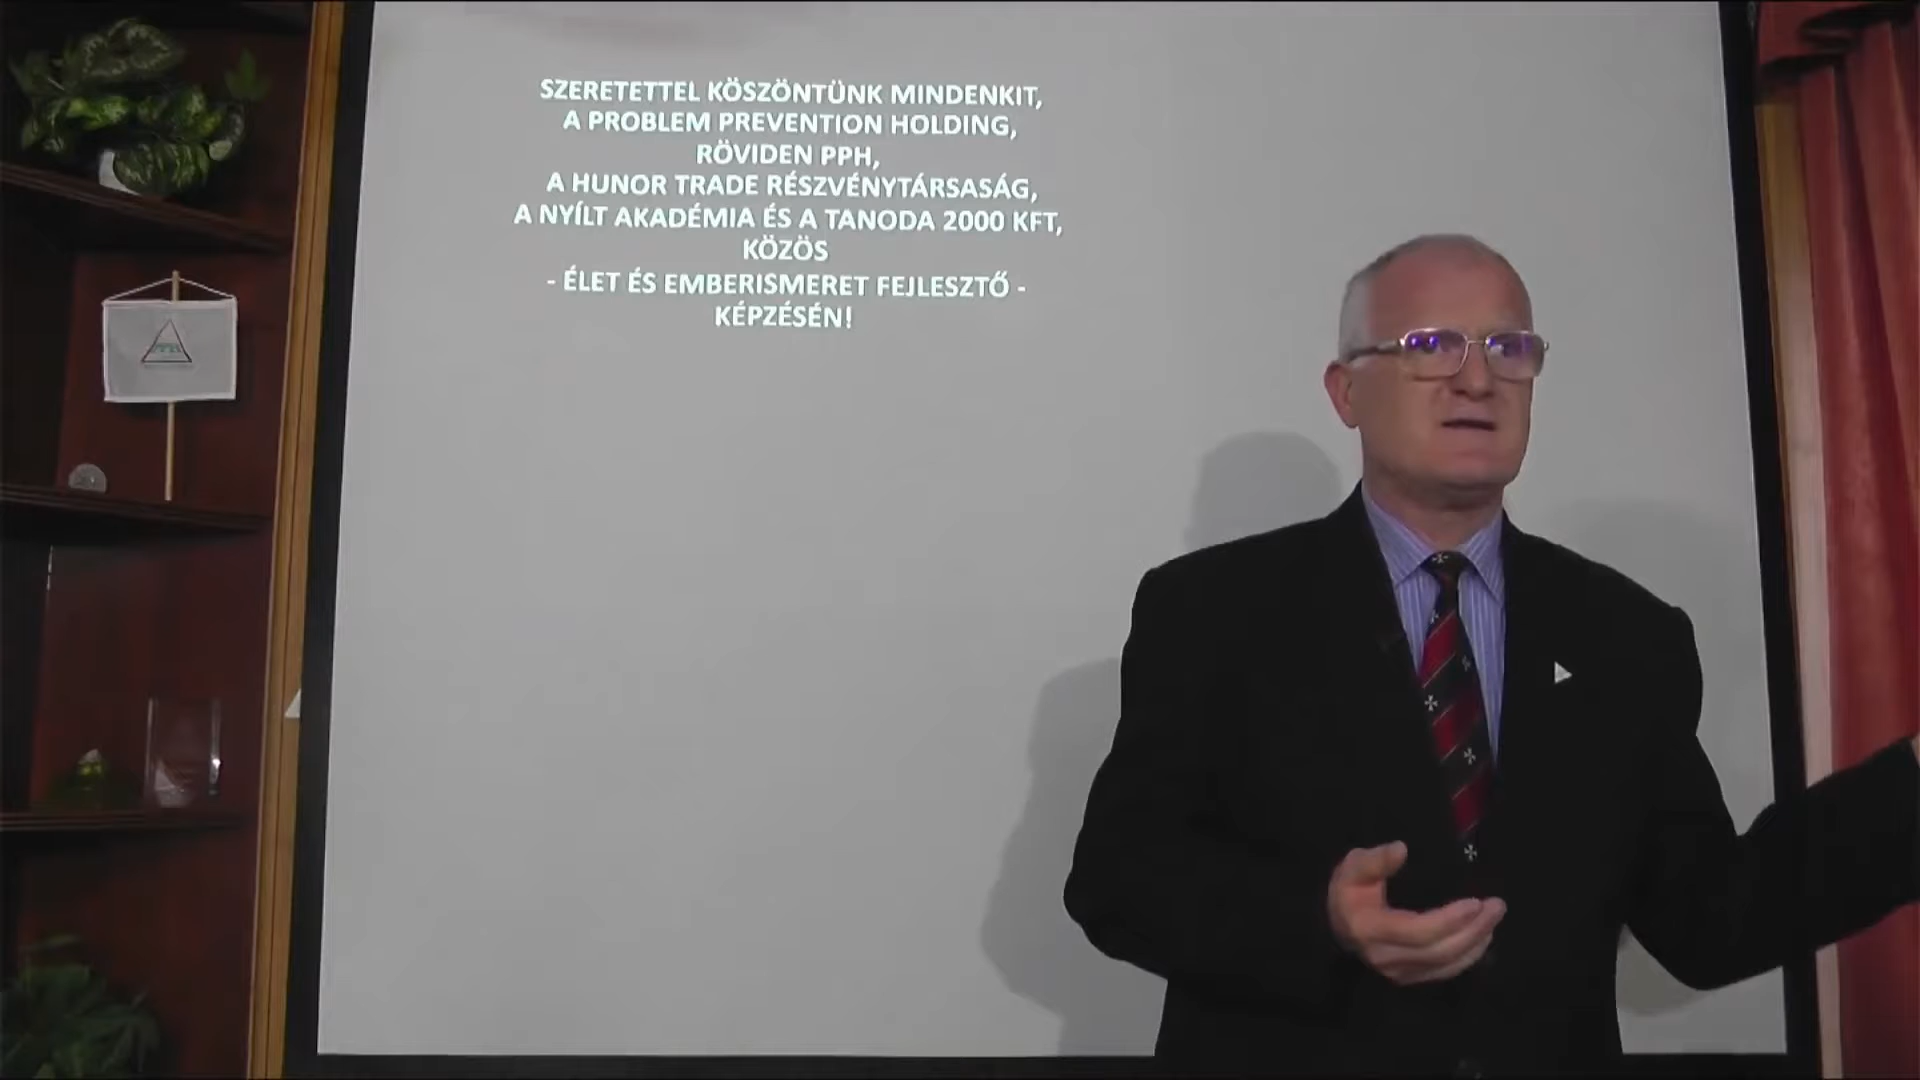 SZERETETTEL KÖSZÖNTÜNK MINDENKIT,
A PROBLEM PREVENTION HOLDING,
RÖVIDEN PPH,
A HUNOR TRADE RÉSZVÉNYTÁRSASÁG,
A NYÍLT AKADÉMIA ÉS A TANODA 2000 KFT,
KÖZÖS
- ÉLET ÉS EMBERISMERET FEJLESZTŐ -
KÉPZÉSÉN!